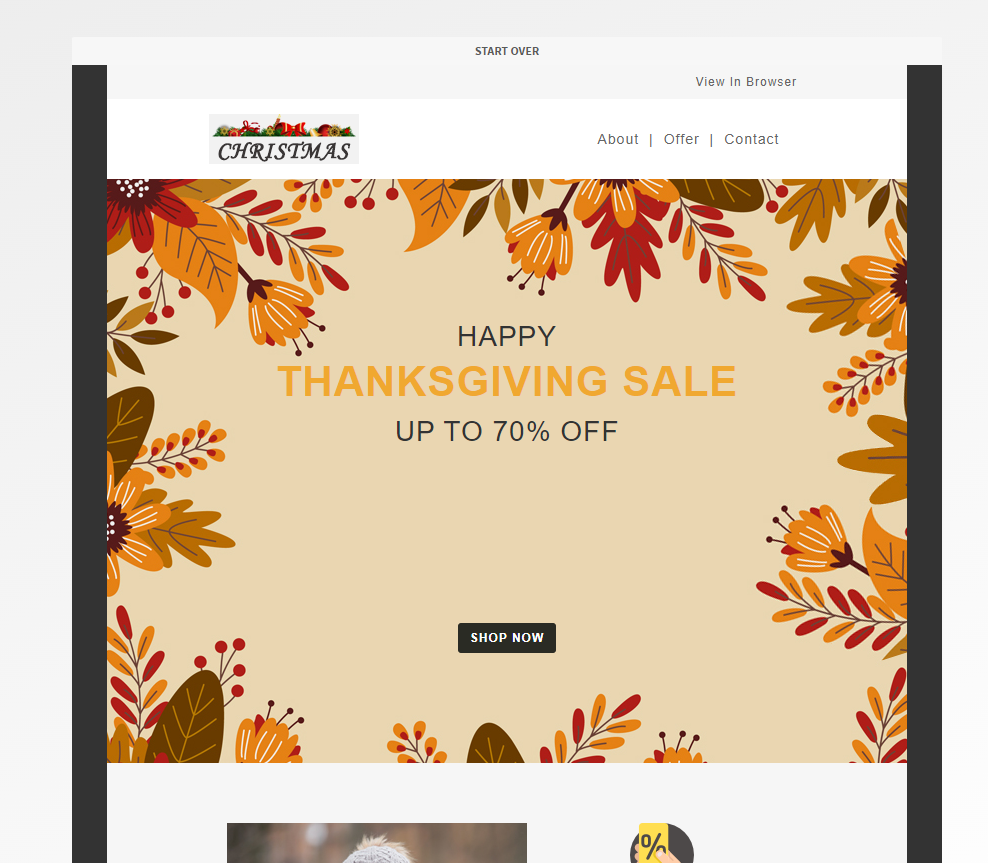 START OVER
View In Browser
CHRISTMAS
About | Offer | Contact
HAPPY
THANKSGIVING SALE
UP TO 70% OFF
SHOP NOW
%